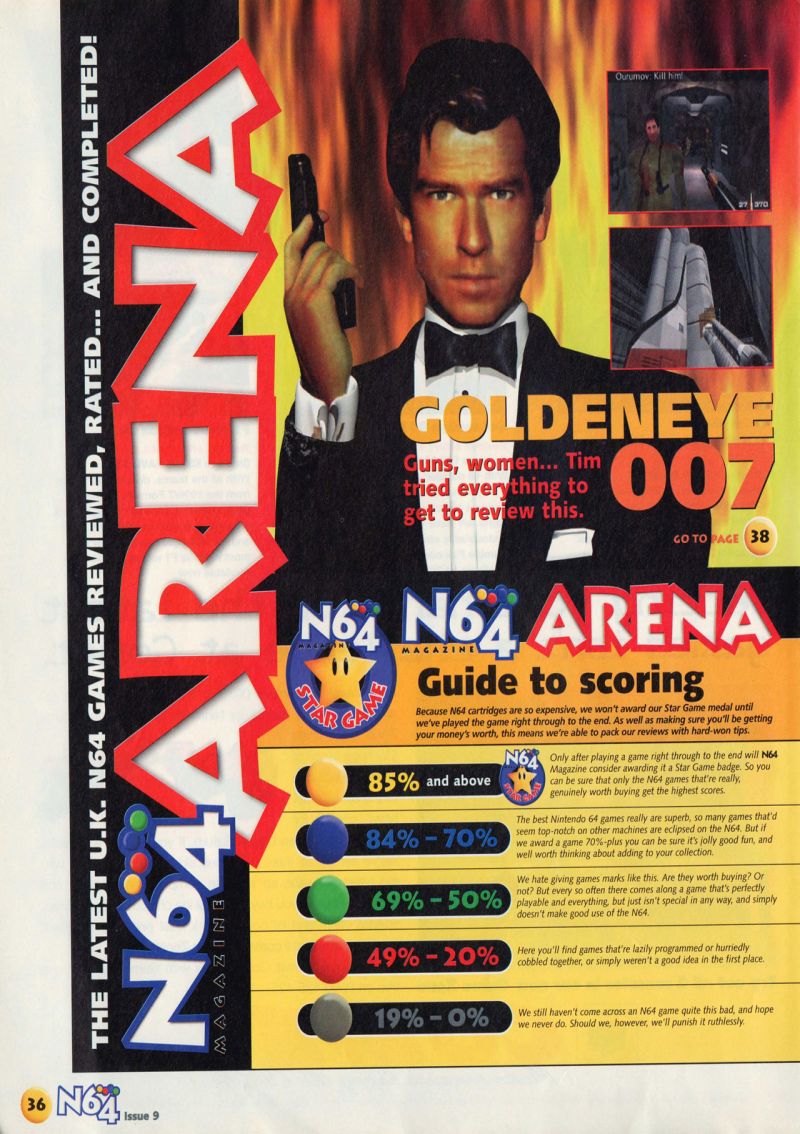 THE LATEST U.K. N64 GAMES REVIEWED, RATED... AND COMPLETED!
N64 ARENA
MAGAZINE
Ourumov: Kill him!
27 370
GOLDENEYE
007
Guns, women... Tim
tried everything to
get to review this.
GO TO PAGE 38
N64
MAGAZIN
STAR GAME
N64 ARENA
MAGAZINE
Guide to scoring
Because N64 cartridges are so expensive, we won't award our Star Game medal until
we've played the game right through to the end. As well as making sure you'll be getting
your money's worth, this means we're able to pack our reviews with hard-won tips.
85% and above
N64
STAR GAME
Only after playing a game right through to the end will N64
Magazine consider awarding it a Star Game badge. So you
can be sure that only the N64 games that're really,
genuinely worth buying get the highest scores.
84% – 70%
The best Nintendo 64 games really are superb, so many games that'd
seem top-notch on other machines are eclipsed on the N64. But if
we award a game 70%-plus you can be sure it's jolly good fun, and
well worth thinking about adding to your collection.
69% – 50%
We hate giving games marks like this. Are they worth buying? Or
not? But every so often there comes along a game that's perfectly
playable and everything, but just isn't special in any way, and simply
doesn't make good use of the N64.
49% – 20%
Here you'll find games that're lazily programmed or hurriedly
cobbled together, or simply weren't a good idea in the first place.
19% – 0%
We still haven't come across an N64 game quite this bad, and hope
we never do. Should we, however, we'll punish it ruthlessly.
36 N64 Issue 9